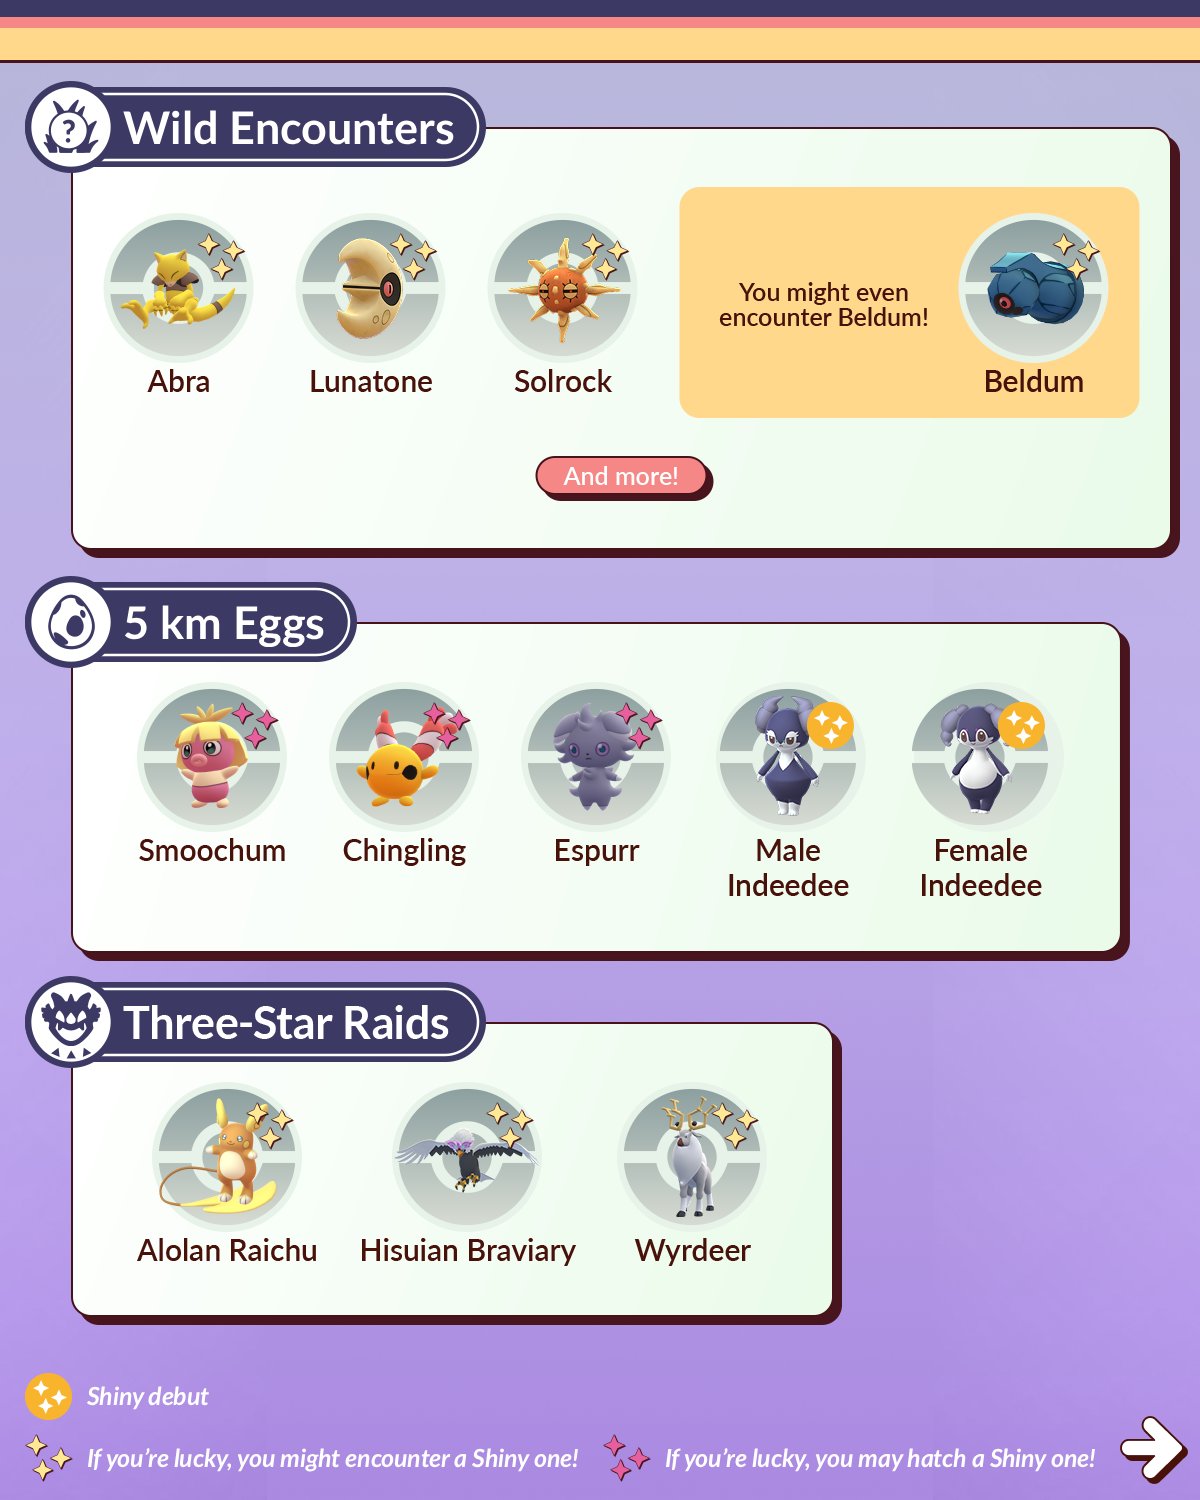 Wild Encounters
?
Abra
Lunatone
Solrock
You might even
encounter Beldum!
Beldum
And more!
5 km Eggs
Smoochum
Chingling
Espurr
Male
Indeedee
Female
Indeedee
Three-Star Raids
Alolan Raichu
Hisuian Braviary
Wyrdeer
Shiny debut
If you’re lucky, you might encounter a Shiny one!
If you’re lucky, you may hatch a Shiny one!